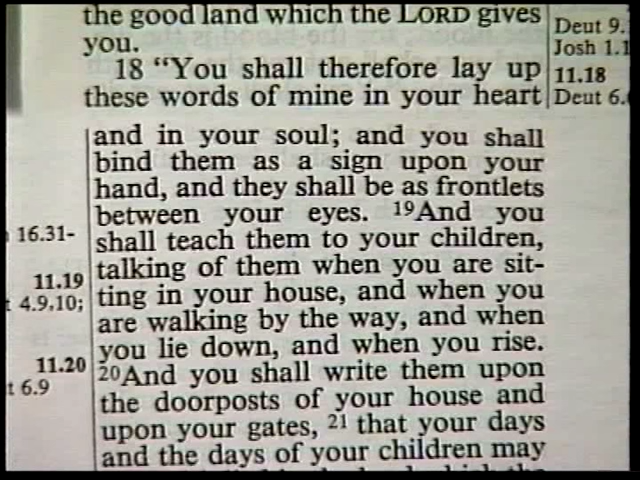 the good land which the LORD gives
you.
18 “You shall therefore lay up
these words of mine in your heart
and in your soul; and you shall
bind them as a sign upon your
hand, and they shall be as frontlets
between your eyes. 19And you
shall teach them to your children,
talking of them when you are sit-
ting in your house, and when you
are walking by the way, and when
you lie down, and when you rise.
20And you shall write them upon
the doorposts of your house and
upon your gates, 21 that your days
and the days of your children may
Deut 9.
Josh 1.1
11.18
Deut 6.
16.31-
11.19
4.9,10;
11.20
t 6.9